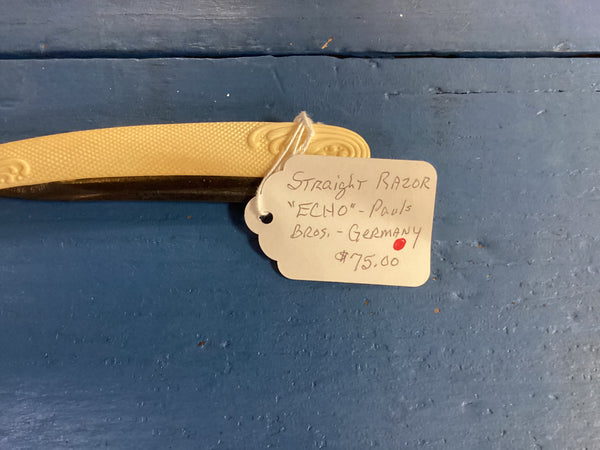 Straight Razor
"ECHO" - Pauls
Bros. - Germany
$75.00